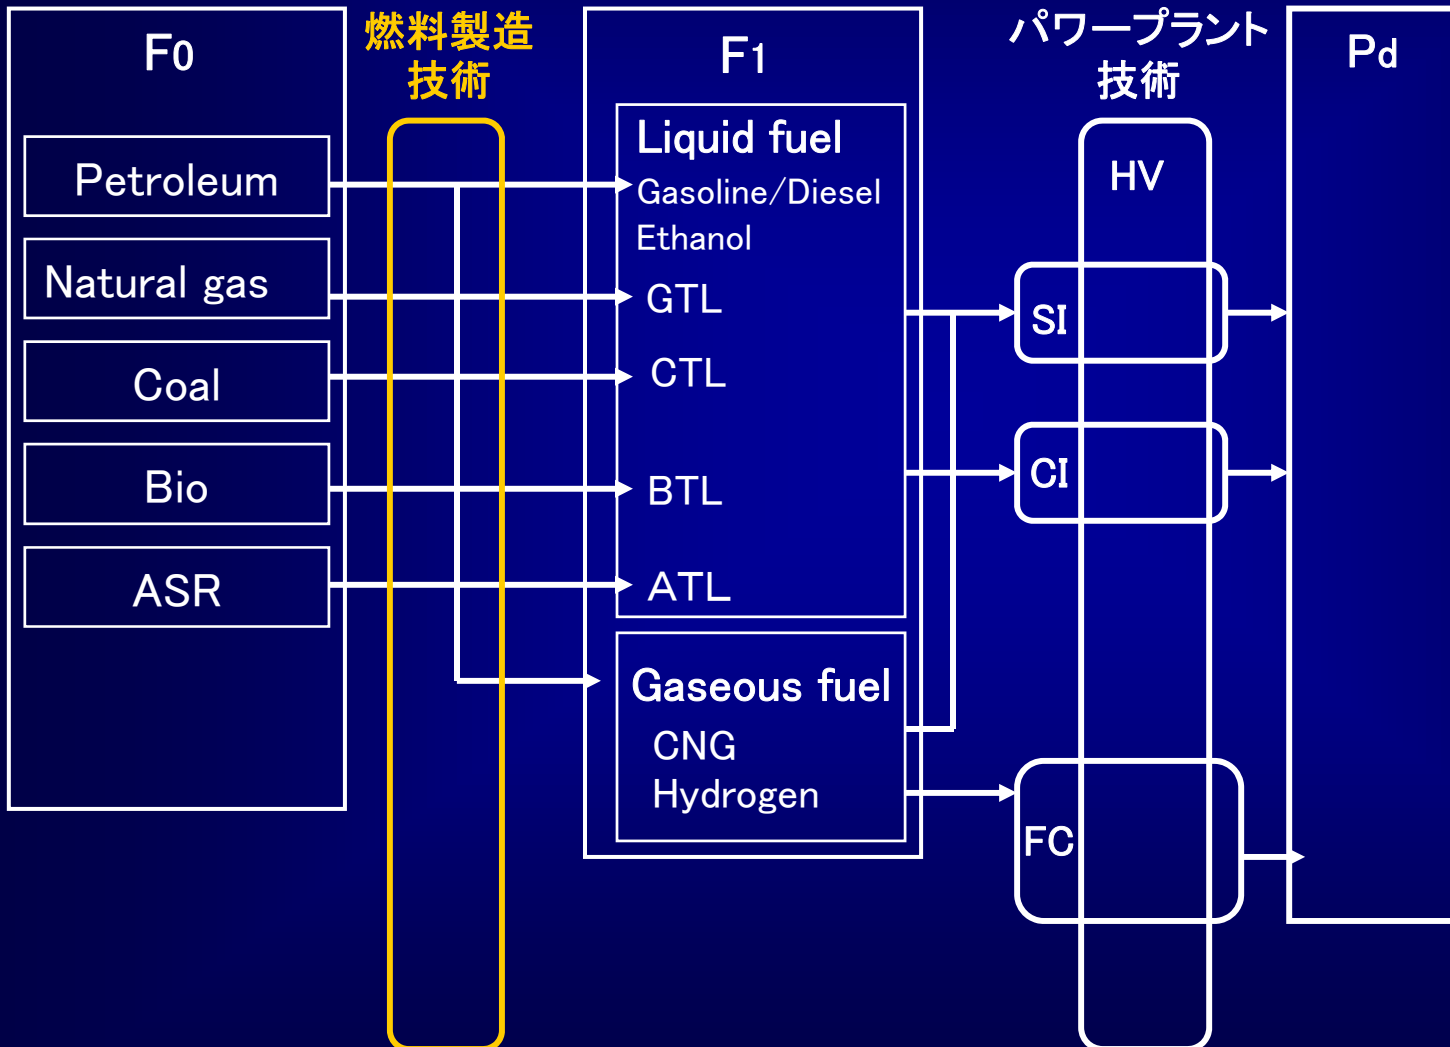 F0
Petroleum
Natural gas
Coal
Bio
ASR
燃料製造
技術
F1
Liquid fuel
Gasoline/Diesel
Ethanol
GTL
CTL
BTL
ATL
Gaseous fuel
CNG
Hydrogen
パワープラント
技術
HV
SI
CI
FC
Pd